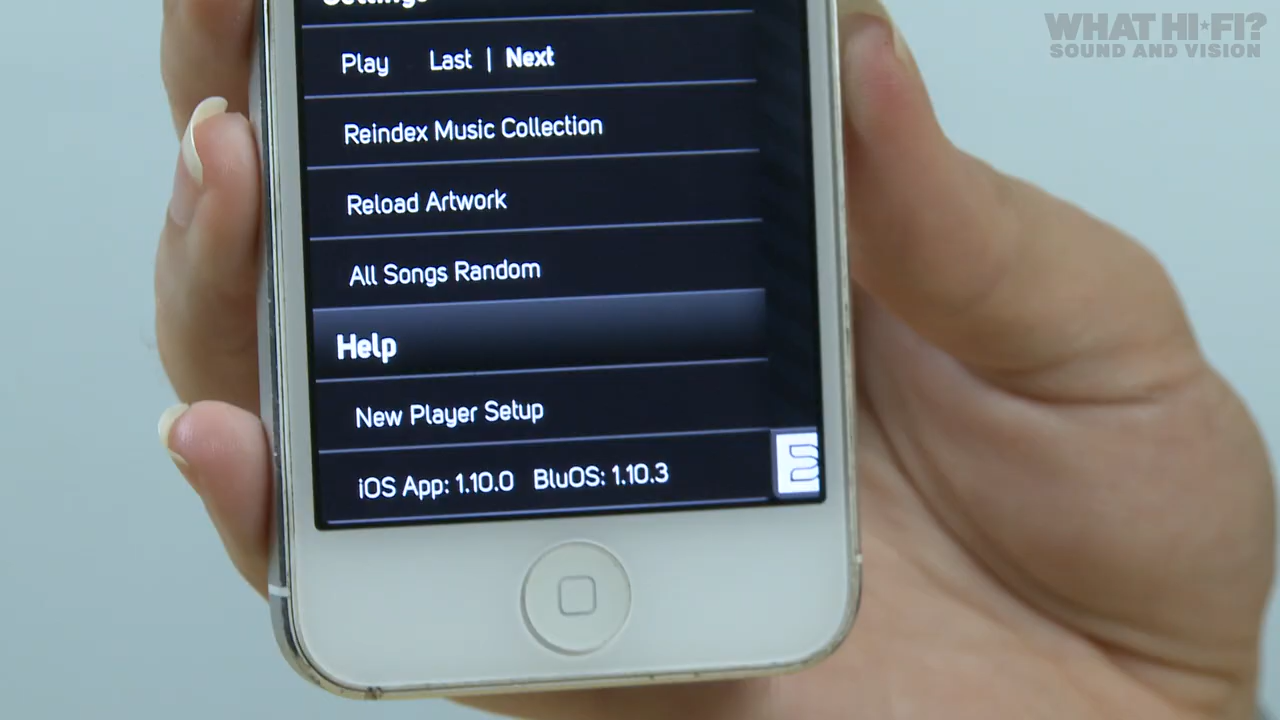 WHAT HI★FI?
SOUND AND VISION
Settings
Play Last | Next
Reindex Music Collection
Reload Artwork
All Songs Random
Help
New Player Setup
iOS App: 1.10.0 BluOS: 1.10.3